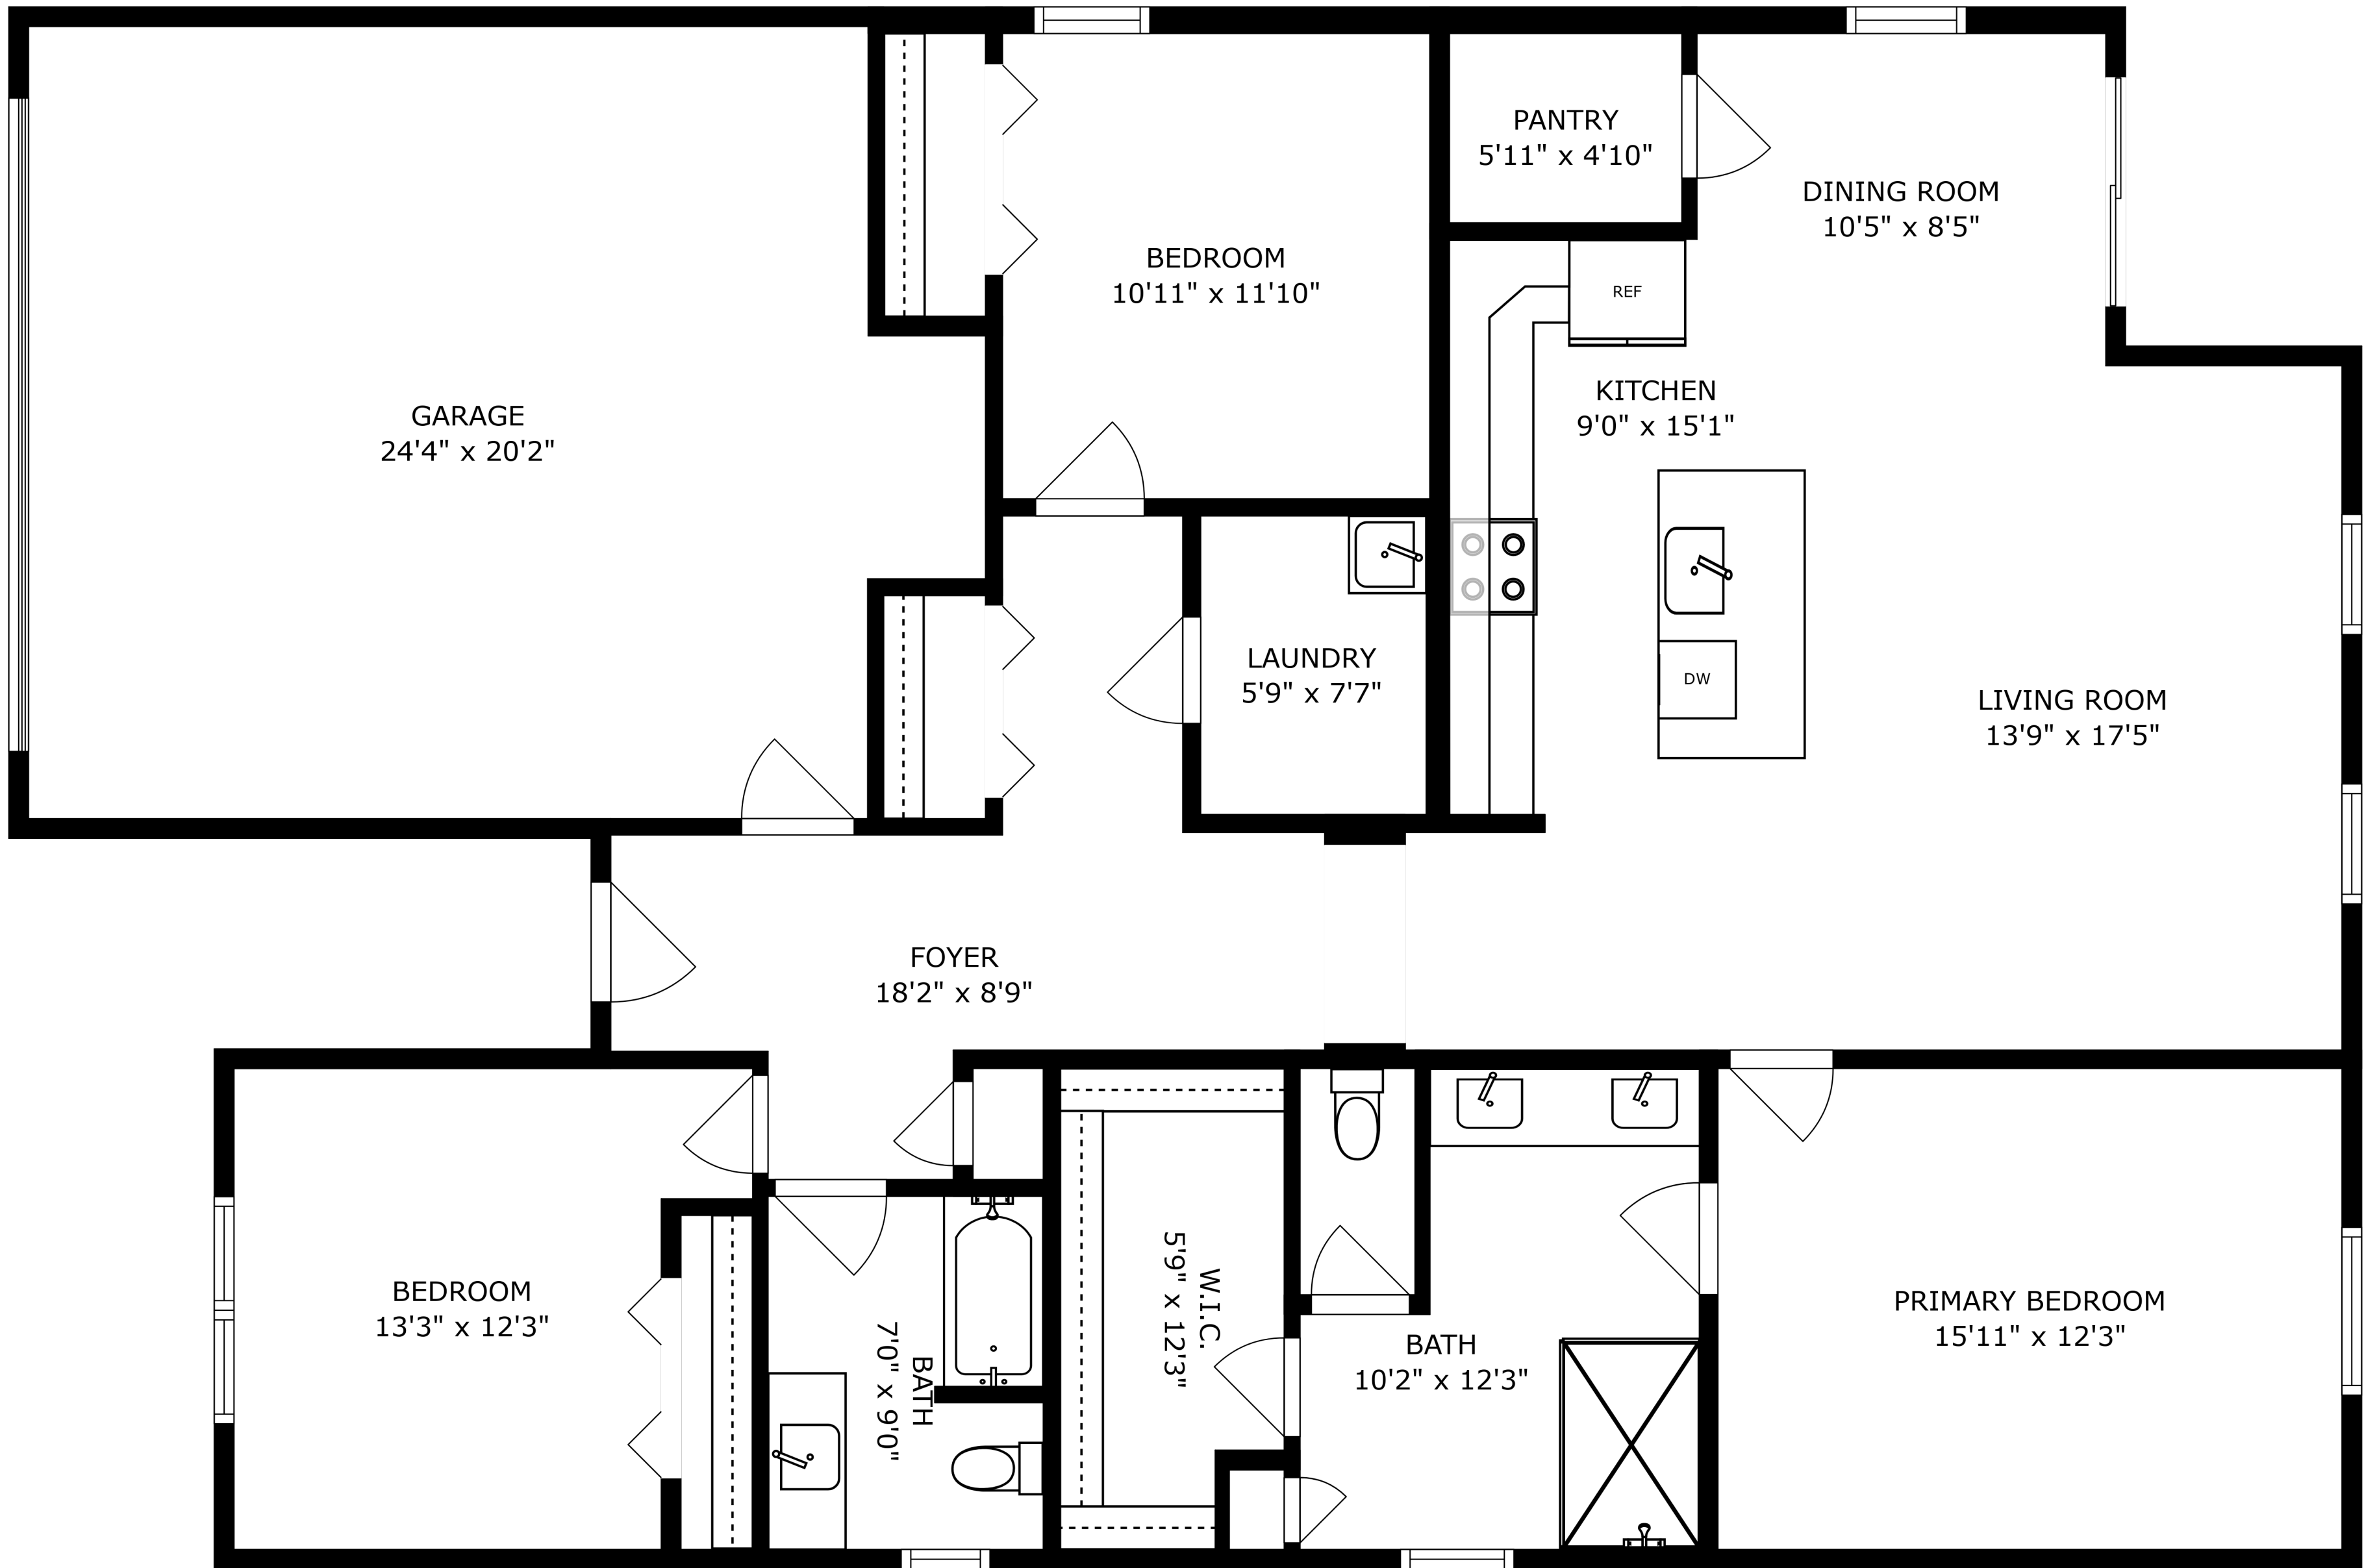 PANTRY
5'11" x 4'10"
DINING ROOM
10'5" x 8'5"
BEDROOM
10'11" x 11'10"
REF
KITCHEN
9'0" x 15'1"
GARAGE
24'4" x 20'2"
LAUNDRY
5'9" x 7'7"
DW
LIVING ROOM
13'9" x 17'5"
FOYER
18'2" x 8'9"
BEDROOM
13'3" x 12'3"
BATH
7'0" x 9'0"
W.I.C.
5'9" x 12'3"
BATH
10'2" x 12'3"
PRIMARY BEDROOM
15'11" x 12'3"